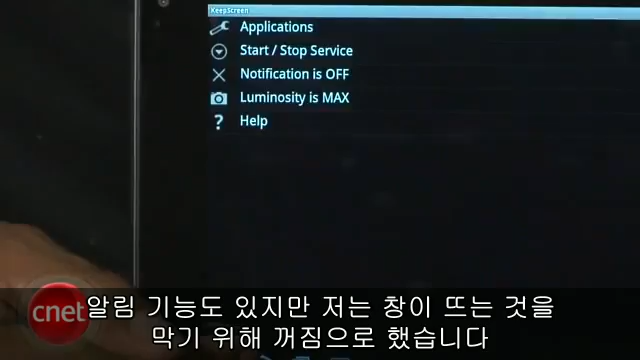 KeepScreen
Applications
Start / Stop Service
Notification is OFF
Luminosity is MAX
Help
cnet
알림 기능도 있지만 저는 창이 뜨는 것을
막기 위해 꺼짐으로 했습니다